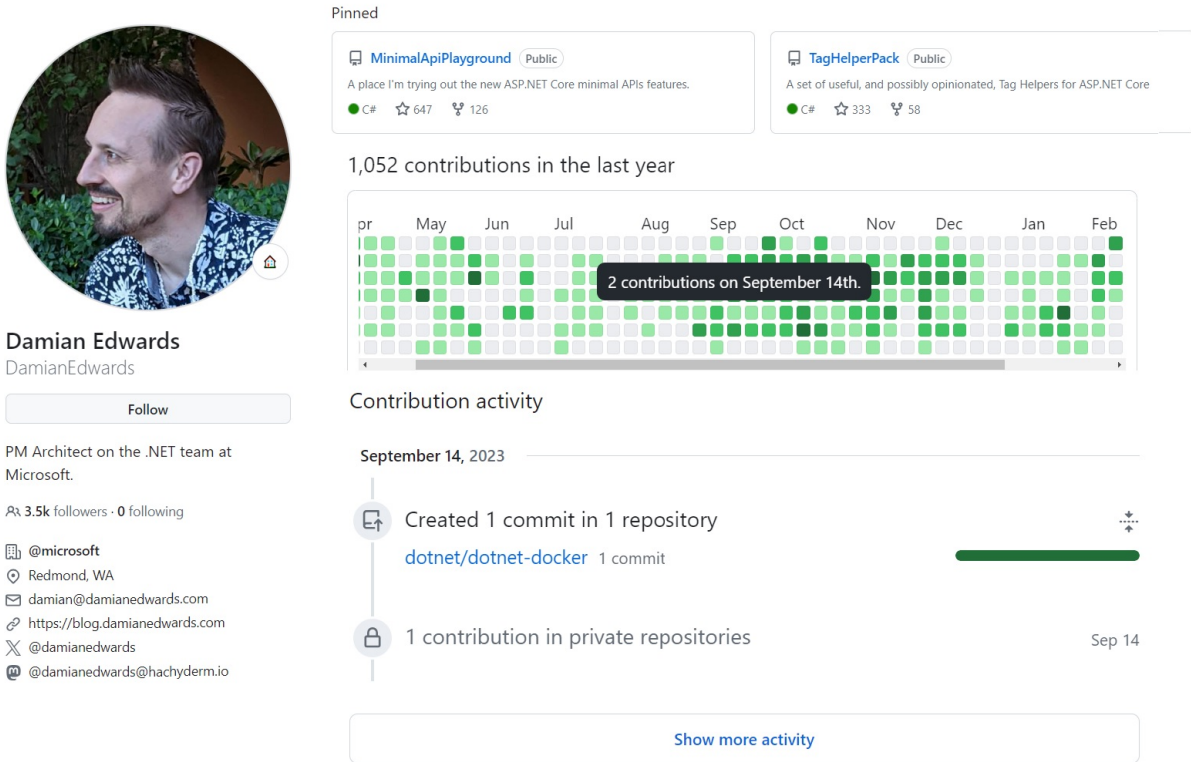 Pinned
MinimalApiPlayground Public
A place I'm trying out the new ASP.NET Core minimal APIs features.
C# 647 126
TagHelperPack Public
A set of useful, and possibly opinionated, Tag Helpers for ASP.NET Core
C# 333 58
1,052 contributions in the last year
pr May Jun Jul Aug Sep Oct Nov Dec Jan Feb
2 contributions on September 14th.
Damian Edwards
DamianEdwards
Follow
PM Architect on the .NET team at
Microsoft.
3.5k followers · 0 following
@microsoft
Redmond, WA
damian@damianedwards.com
https://blog.damianedwards.com
@damianedwards
@damianedwards@hachyderm.io
Contribution activity
September 14, 2023
Created 1 commit in 1 repository
dotnet/dotnet-docker 1 commit
1 contribution in private repositories Sep 14
Show more activity